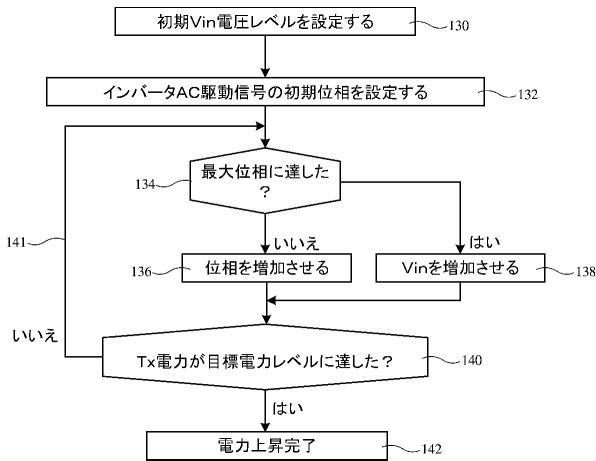 初期Vin電圧レベルを設定する
130
インバータAC駆動信号の初期位相を設定する
132
最大位相に達した
?
134
141
いいえ
はい
136
位相を増加させる
Vinを増加させる
138
いいえ
Tx電力が目標電力レベルに達した?
140
はい
電力上昇完了
142